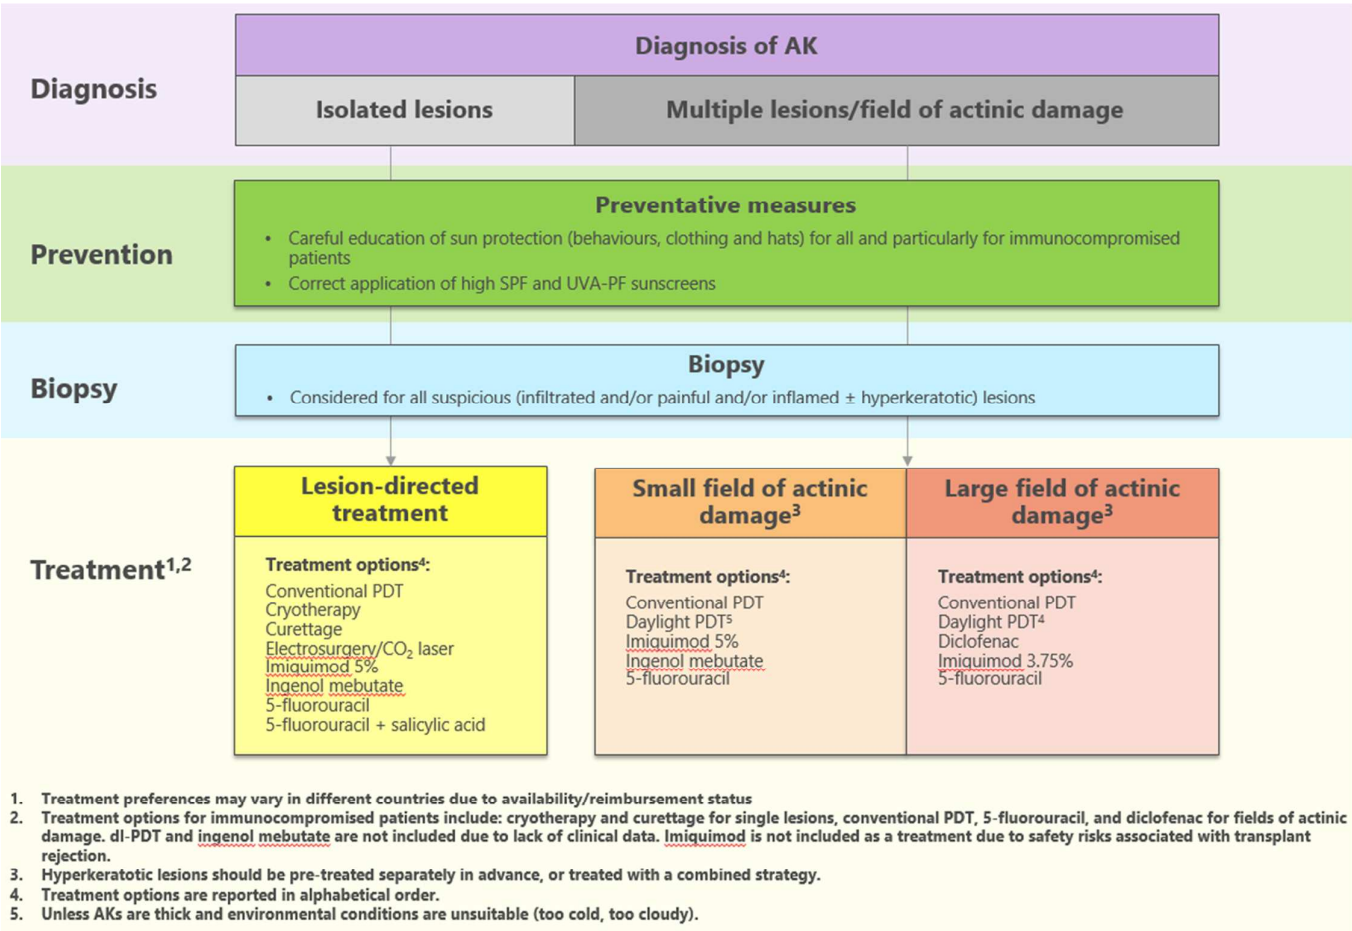 Diagnosis
Diagnosis of AK
Isolated lesions
Multiple lesions/field of actinic damage
Prevention
Preventative measures
• Careful education of sun protection (behaviours, clothing and hats) for all and particularly for immunocompromised
patients
• Correct application of high SPF and UVA-PF sunscreens
Biopsy
Biopsy
• Considered for all suspicious (infiltrated and/or painful and/or inflamed ± hyperkeratotic) lesions
Treatment1,2
Lesion-directed
treatment
Treatment options4:
Conventional PDT
Cryotherapy
Curettage
Electrosurgery/CO2 laser
Imiquimod 5%
Ingenol mebutate
5-fluorouracil
5-fluorouracil + salicylic acid
Small field of actinic
damage3
Treatment options4:
Conventional PDT
Daylight PDT5
Imiquimod 5%
Ingenol mebutate
5-fluorouracil
Large field of actinic
damage3
Treatment options4:
Conventional PDT
Daylight PDT4
Diclofenac
Imiquimod 3.75%
5-fluorouracil
1. Treatment preferences may vary in different countries due to availability/reimbursement status
2. Treatment options for immunocompromised patients include: cryotherapy and curettage for single lesions, conventional PDT, 5-fluorouracil, and diclofenac for fields of actinic
damage. dl-PDT and ingenol mebutate are not included due to lack of clinical data. Imiquimod is not included as a treatment due to safety risks associated with transplant
rejection.
3. Hyperkeratotic lesions should be pre-treated separately in advance, or treated with a combined strategy.
4. Treatment options are reported in alphabetical order.
5. Unless AKs are thick and environmental conditions are unsuitable (too cold, too cloudy).